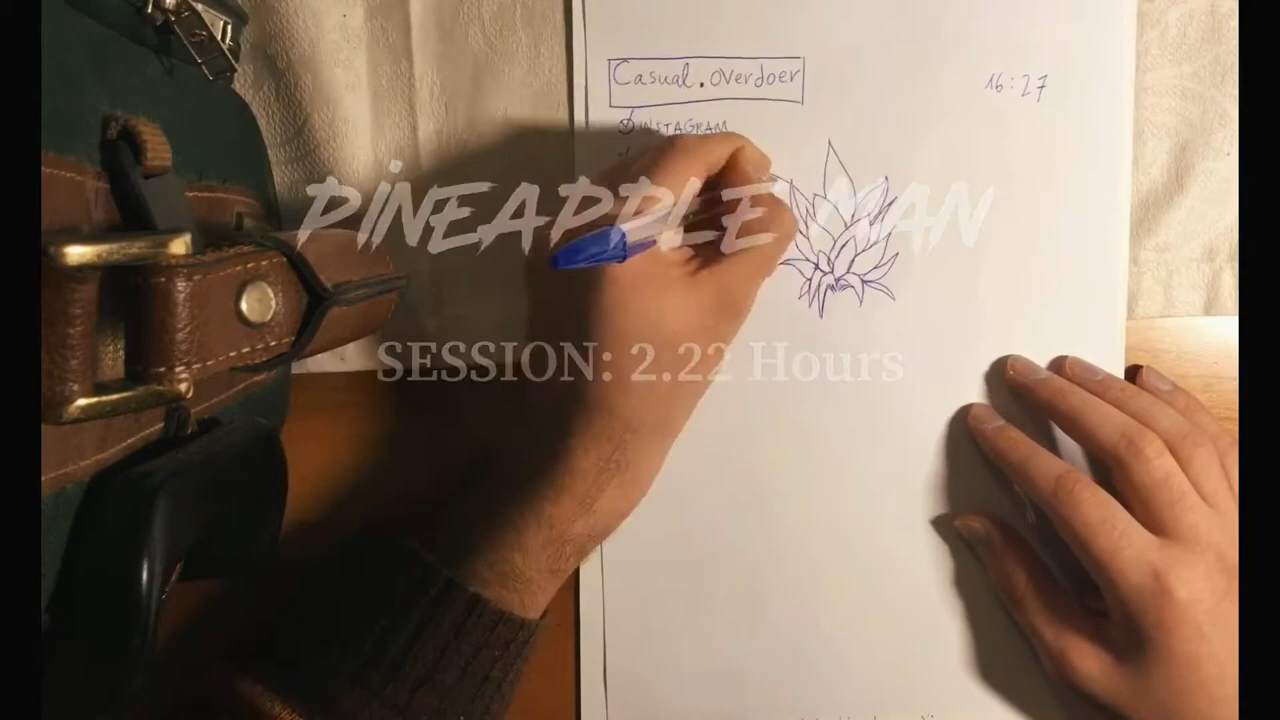 Casual.overdoer
16:27
INSTAGRAM
PINEAPPLE MAN
SESSION: 2.22 Hours